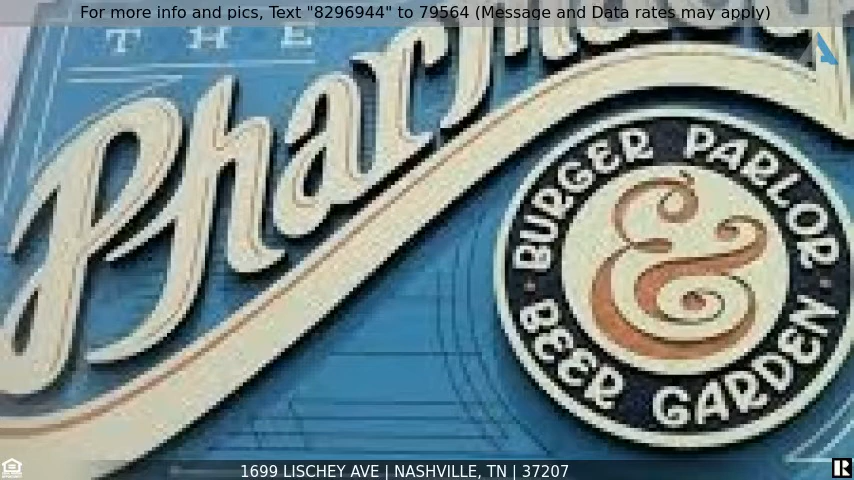 For more info and pics, Text "8296944" to 79564 (Message and Data rates may apply)
THE
BURGER PARLOR
&
BEER GARDEN
1699 LISCHEY AVE | NASHVILLE, TN | 37207